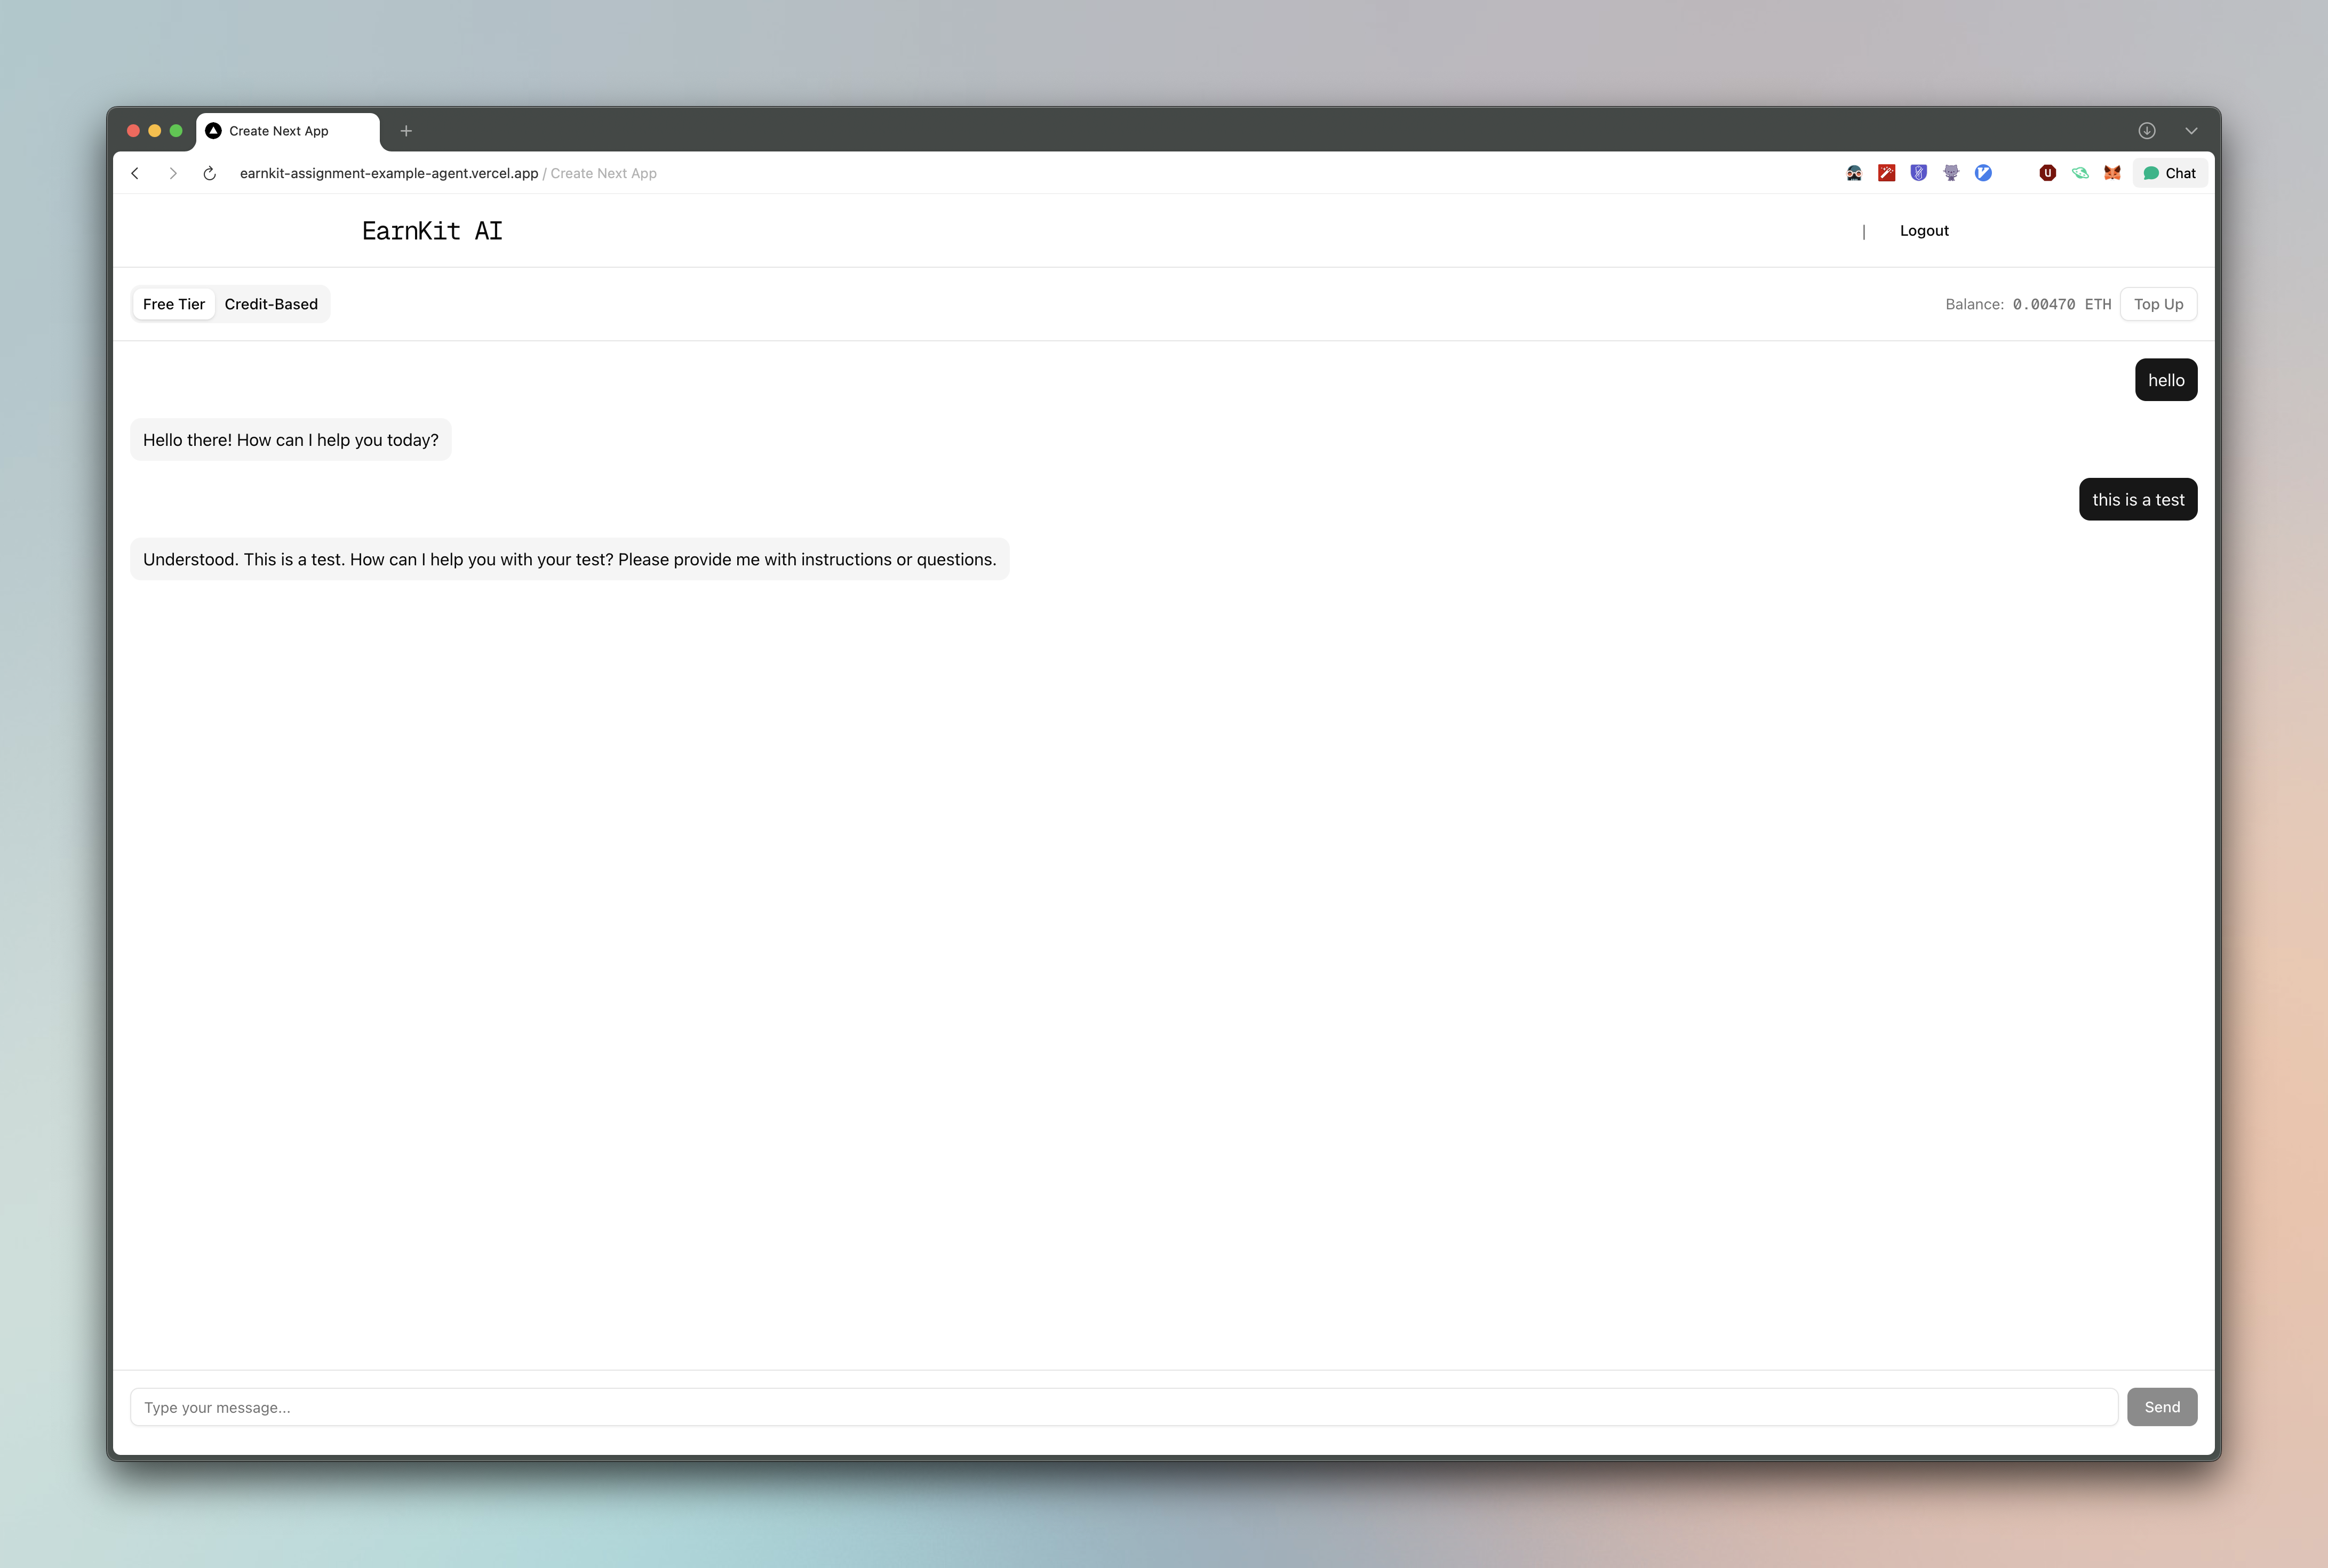 Create Next App
earnkit-assignment-example-agent.vercel.app / Create Next App
Chat
EarnKit AI
| Logout
Free Tier Credit-Based
Balance: 0.00470 ETH Top Up
hello
Hello there! How can I help you today?
this is a test
Understood. This is a test. How can I help you with your test? Please provide me with instructions or questions.
Type your message...
Send